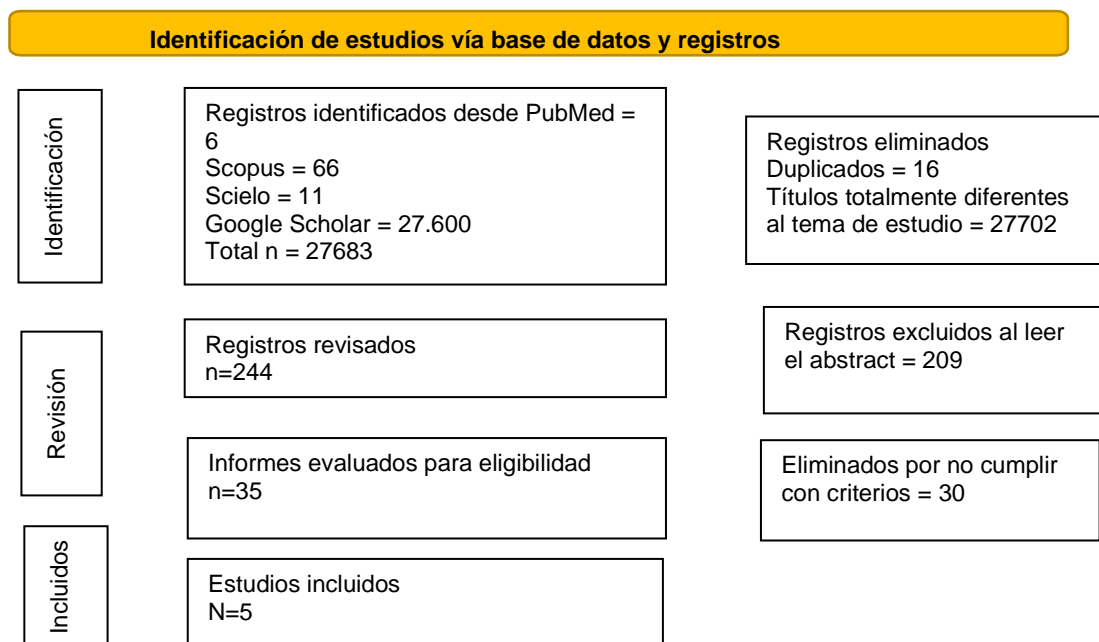 Identificación de estudios vía base de datos y registros
Identificación
Registros identificados desde PubMed =
6
Scopus = 66
Scielo = 11
Google Scholar = 27.600
Total n = 27683
Registros eliminados
Duplicados = 16
Títulos totalmente diferentes
al tema de estudio = 27702
Revisión
Registros revisados
n=244
Registros excluidos al leer
el abstract = 209
Informes evaluados para eligibilidad
n=35
Eliminados por no cumplir
con criterios = 30
Incluidos
Estudios incluidos
N=5